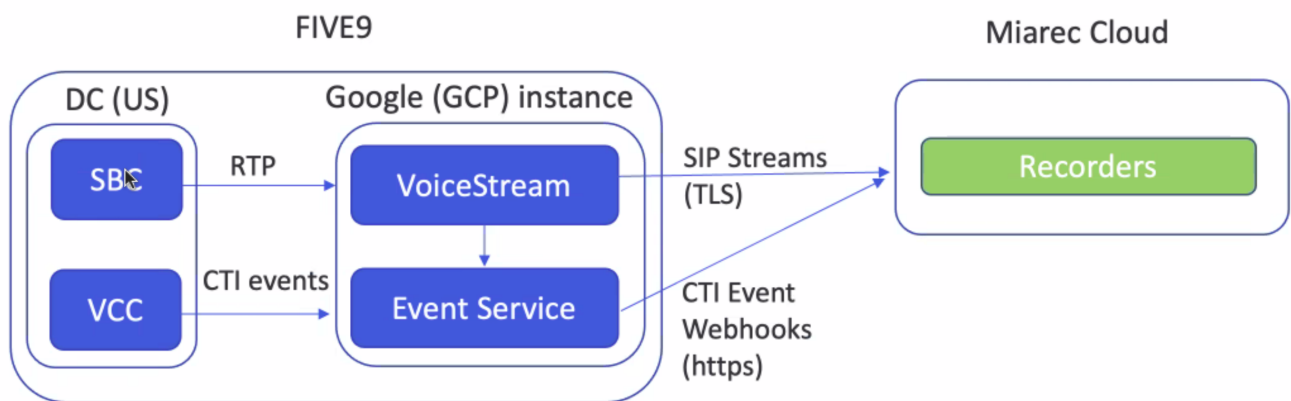 FIVE9
Miarec Cloud
DC (US)
Google (GCP) instance
SBC
RTP
VoiceStream
SIP Streams
(TLS)
Recorders
VCC
CTI events
Event Service
CTI Event
Webhooks
(https)